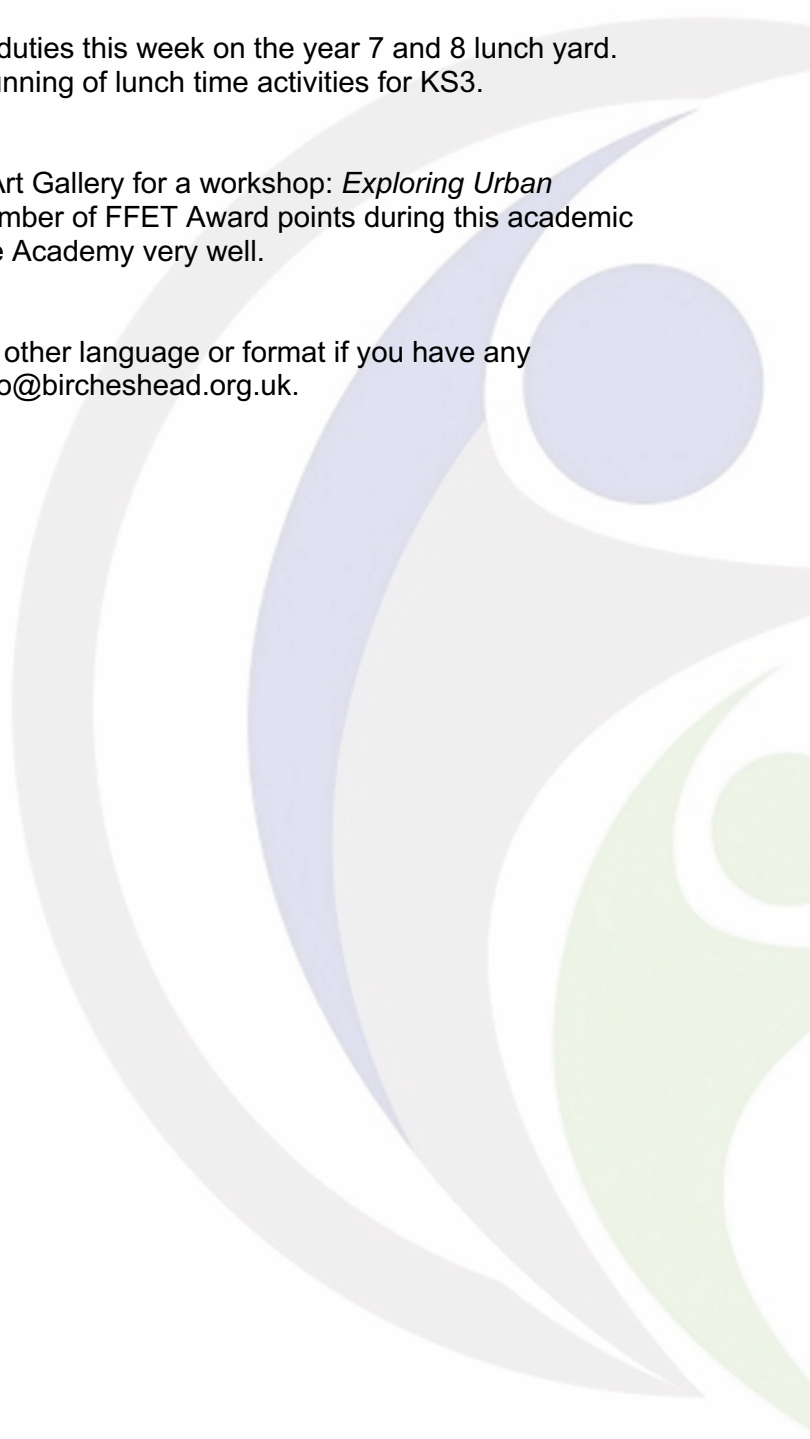 duties this week on the year 7 and 8 lunch yard.
unning of lunch time activities for KS3.
Art Gallery for a workshop: Exploring Urban
mber of FFET Award points during this academic
e Academy very well.
other language or format if you have any
o@bircheshead.org.uk.